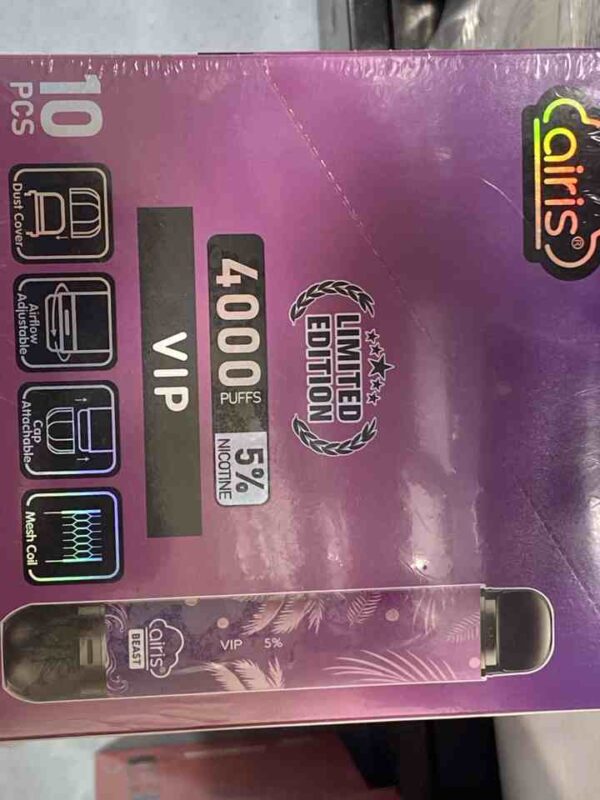 airis®
LIMITED
EDITION
4000
PUFFS
5%
NICOTINE
VIP
10
PCS
Dust Cover
Airflow
Adjustable
Cap
Attachable
Mesh Coil
airis
BEAST
VIP 5%